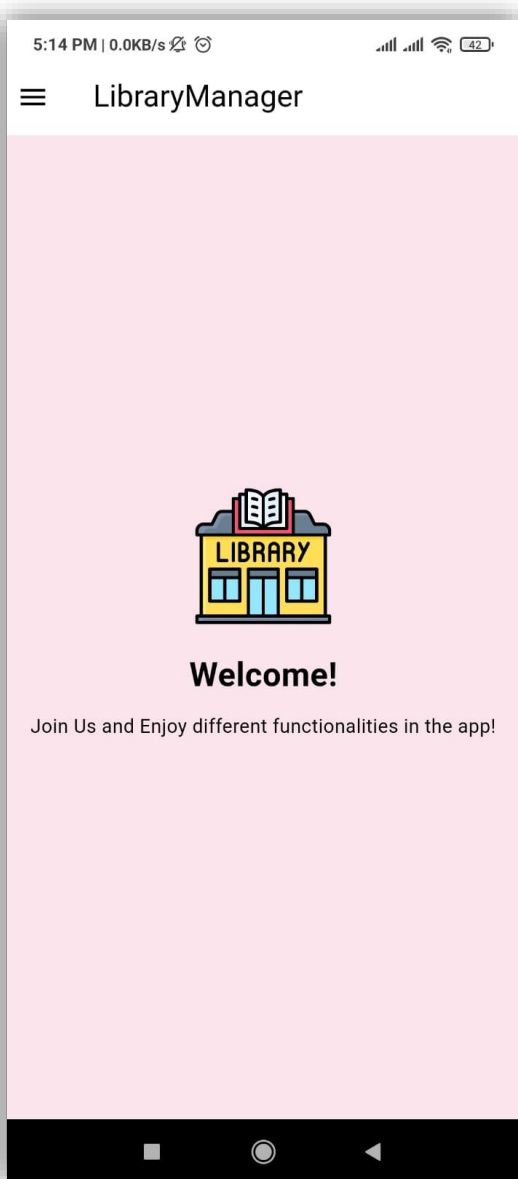 5:14 PM | 0.0KB/s 42
LibraryManager
LIBRARY
Welcome!
Join Us and Enjoy different functionalities in the app!